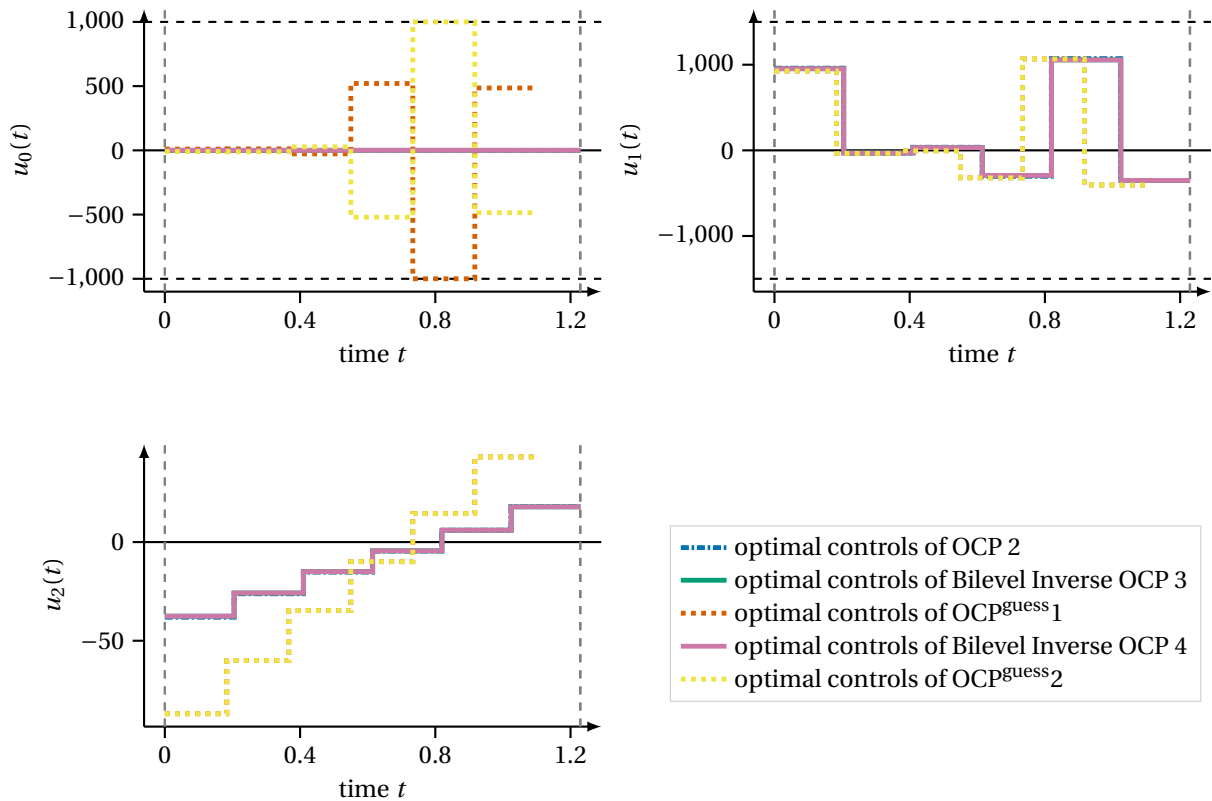 1,000
500
0
−500
−1,000
u₀(t)
0 0.4 0.8 1.2
time t
1,000
0
−1,000
u₁(t)
0 0.4 0.8 1.2
time t
0
−50
u₂(t)
0 0.4 0.8 1.2
time t
optimal controls of OCP 2
optimal controls of Bilevel Inverse OCP 3
optimal controls of OCPᵍᵘᵉˢˢ1
optimal controls of Bilevel Inverse OCP 4
optimal controls of OCPᵍᵘᵉˢˢ2